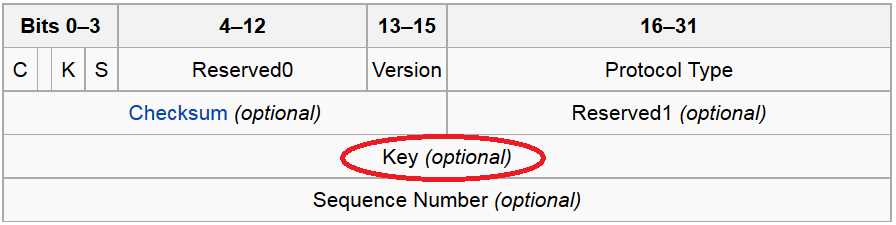 Bits 0–3 4–12 13–15 16–31
C K S Reserved0 Version Protocol Type
Checksum (optional) Reserved1 (optional)
Key (optional)
Sequence Number (optional)